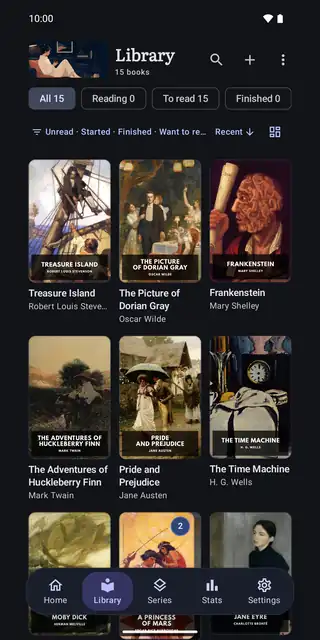 10:00
Library
15 books
All 15
Reading 0
To read 15
Finished 0
Unread · Started · Finished · Want to re...
Recent
TREASURE ISLAND
ROBERT LOUIS STEVENSON
THE PICTURE
OF DORIAN GRAY
OSCAR WILDE
FRANKENSTEIN
MARY SHELLEY
Treasure Island
Robert Louis Steve...
The Picture of
Dorian Gray
Oscar Wilde
Frankenstein
Mary Shelley
THE ADVENTURES OF
HUCKLEBERRY FINN
MARK TWAIN
PRIDE
AND PREJUDICE
JANE AUSTEN
THE TIME MACHINE
H. G. WELLS
The Adventures of
Huckleberry Finn
Mark Twain
Pride and
Prejudice
Jane Austen
The Time Machine
H. G. Wells
2
Home
Library
Series
Stats
Settings
MOBY DICK
HERMAN MELVILLE
A PRINCESS
OF MARS
JANE EYRE
CHARLOTTE BRONTË